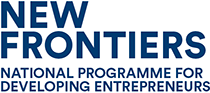 NEW
FRONTIERS
NATIONAL PROGRAMME FOR
DEVELOPING ENTREPRENEURS